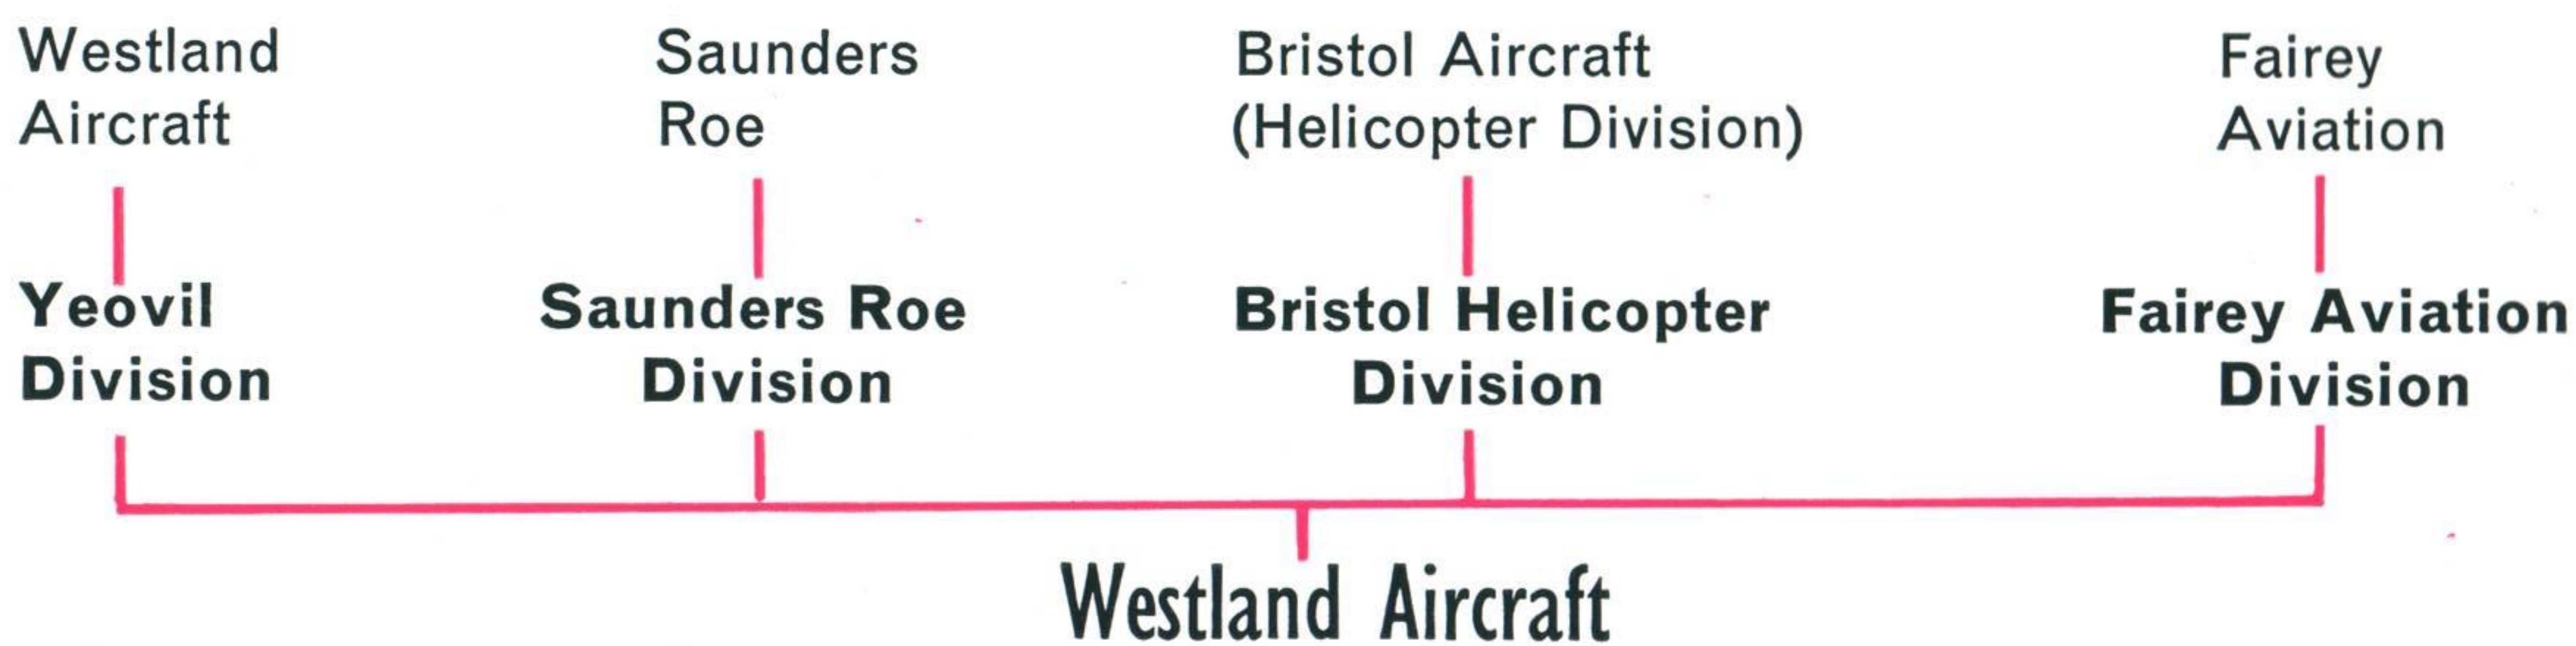 Westland
Aircraft
Saunders
Roe
Bristol Aircraft
(Helicopter Division)
Fairey
Aviation
Yeovil
Division
Saunders Roe
Division
Bristol Helicopter
Division
Fairey Aviation
Division
Westland Aircraft